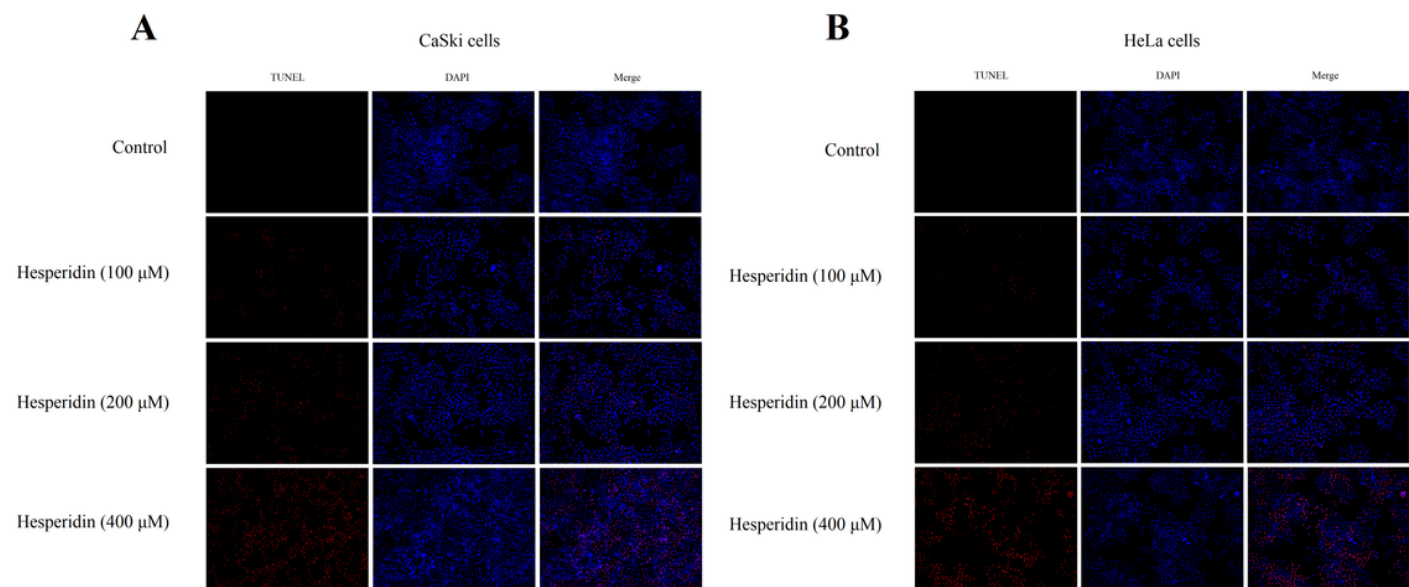 A
CaSki cells
TUNEL DAPI Merge
Control
Hesperidin (100 μM)
Hesperidin (200 μM)
Hesperidin (400 μM)
B
HeLa cells
TUNEL DAPI Merge
Control
Hesperidin (100 μM)
Hesperidin (200 μM)
Hesperidin (400 μM)